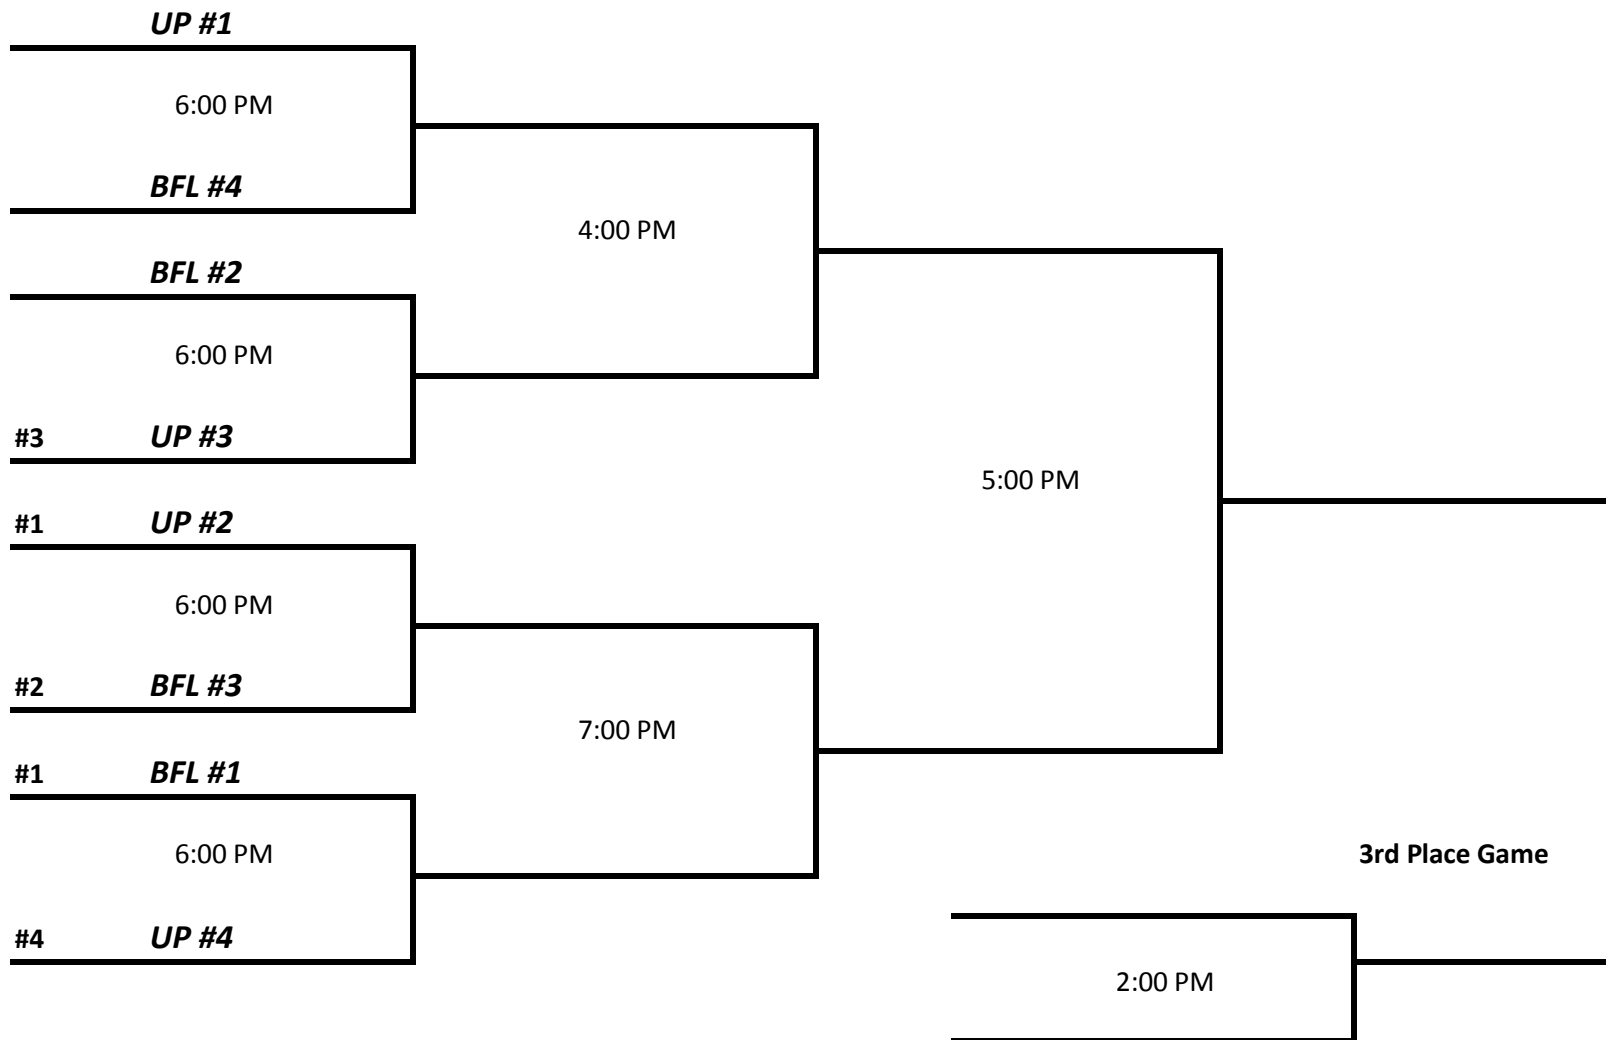 UP #1
6:00 PM
BFL #4
4:00 PM
BFL #2
6:00 PM
#3 UP #3
5:00 PM
#1 UP #2
6:00 PM
#2 BFL #3
7:00 PM
#1 BFL #1
6:00 PM
3rd Place Game
#4 UP #4
2:00 PM